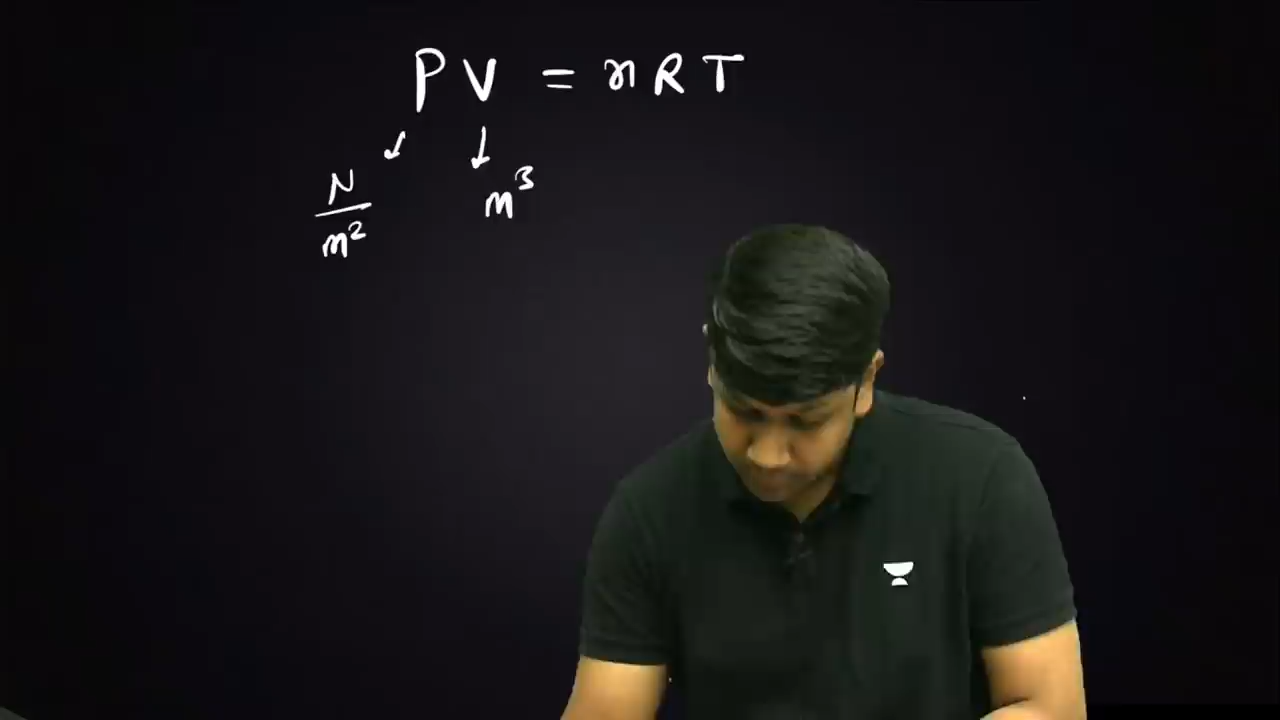 PV = nRT
N/m² m³